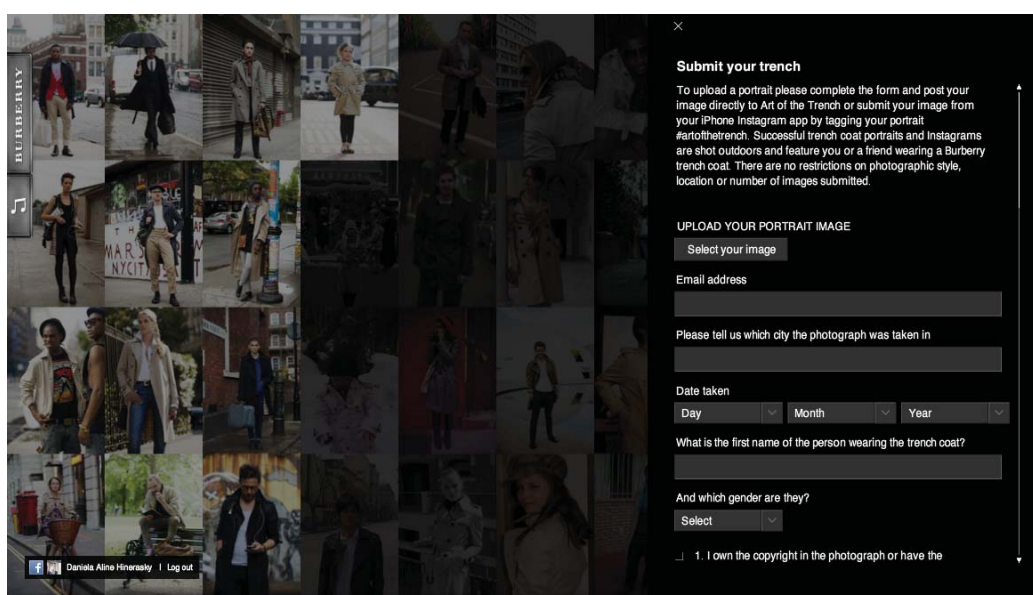 BURBERRY
THE
MAR
NYCITY
Submit your trench
To upload a portrait please complete the form and post your
image directly to Art of the Trench or submit your image from
your iPhone Instagram app by tagging your portrait
#artofthetrench. Successful trench coat portraits and Instagrams
are shot outdoors and feature you or a friend wearing a Burberry
trench coat. There are no restrictions on photographic style,
location or number of images submitted.
UPLOAD YOUR PORTRAIT IMAGE
Select your image
Email address
Please tell us which city the photograph was taken in
Date taken
Day Month Year
What is the first name of the person wearing the trench coat?
And which gender are they?
Select
1. I own the copyright in the photograph or have the
Daniela Aline Hinerasky | Log out